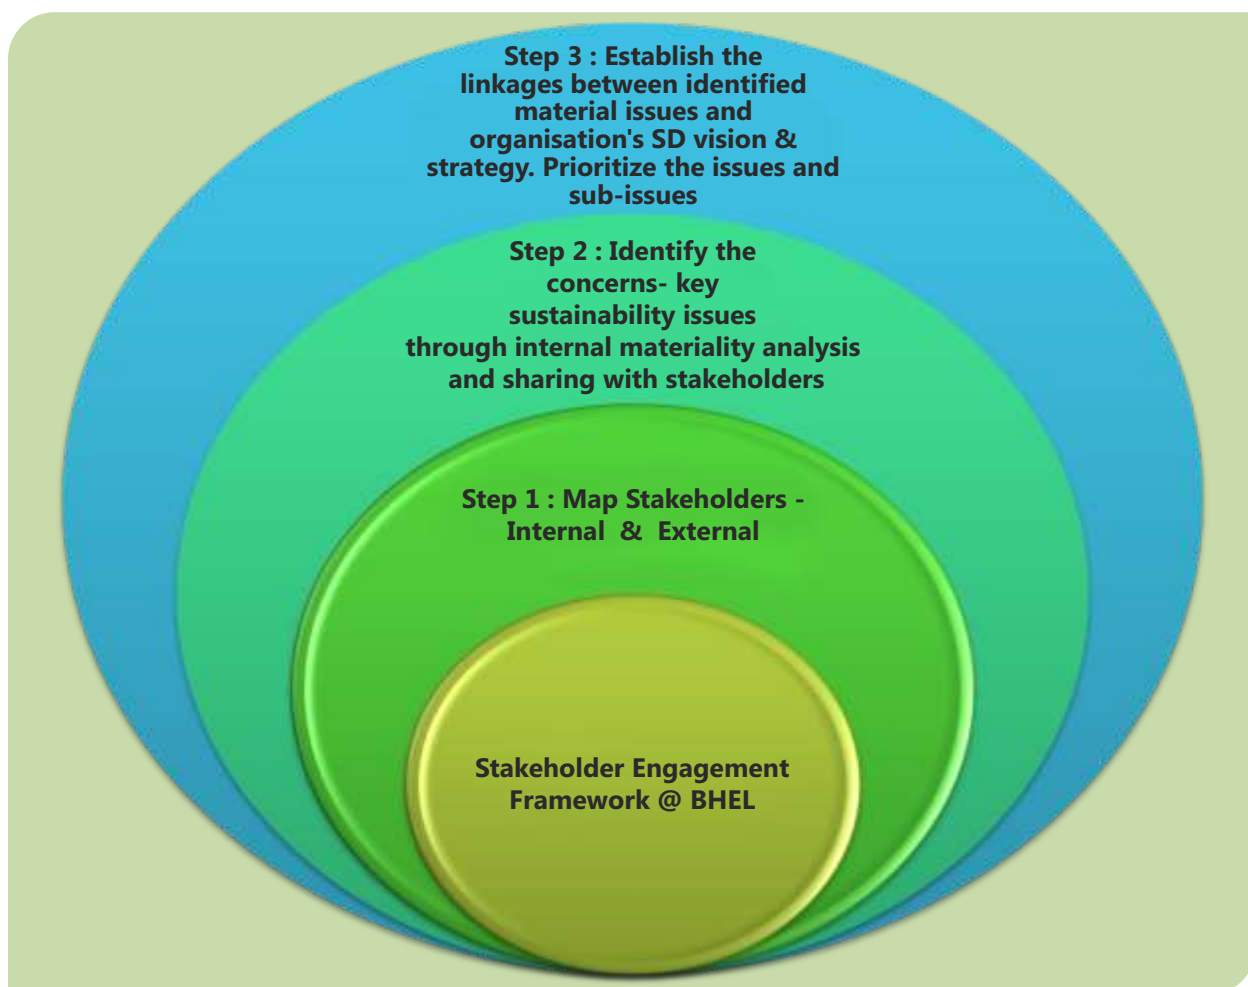 Step 3 : Establish the
linkages between identified
material issues and
organisation's SD vision &
strategy. Prioritize the issues and
sub-issues
Step 2 : Identify the
concerns- key
sustainability issues
through internal materiality analysis
and sharing with stakeholders
Step 1 : Map Stakeholders -
Internal & External
Stakeholder Engagement
Framework @ BHEL